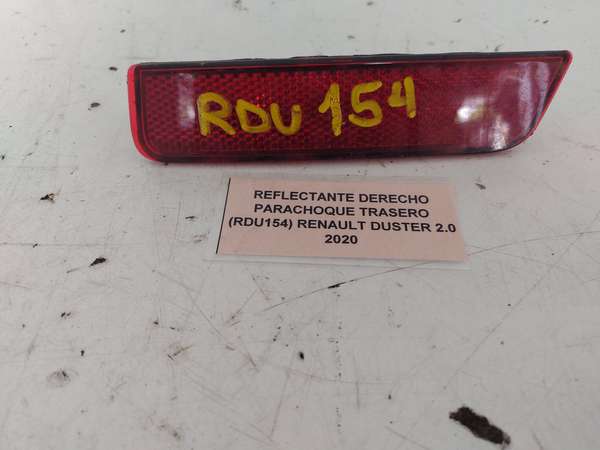 RDU 154
REFLECTANTE DERECHO
PARACHOQUE TRASERO
(RDU154) RENAULT DUSTER 2.0
2020